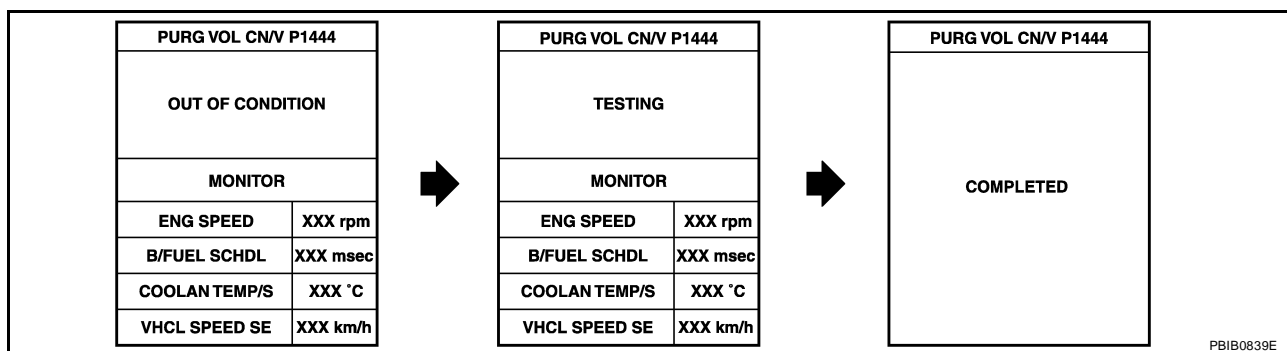 PURG VOL CN/V P1444
OUT OF CONDITION
MONITOR
ENG SPEED XXX rpm
B/FUEL SCHDL XXX msec
COOLAN TEMP/S XXX °C
VHCL SPEED SE XXX km/h
PURG VOL CN/V P1444
TESTING
MONITOR
ENG SPEED XXX rpm
B/FUEL SCHDL XXX msec
COOLAN TEMP/S XXX °C
VHCL SPEED SE XXX km/h
PURG VOL CN/V P1444
COMPLETED
PBIB0839E